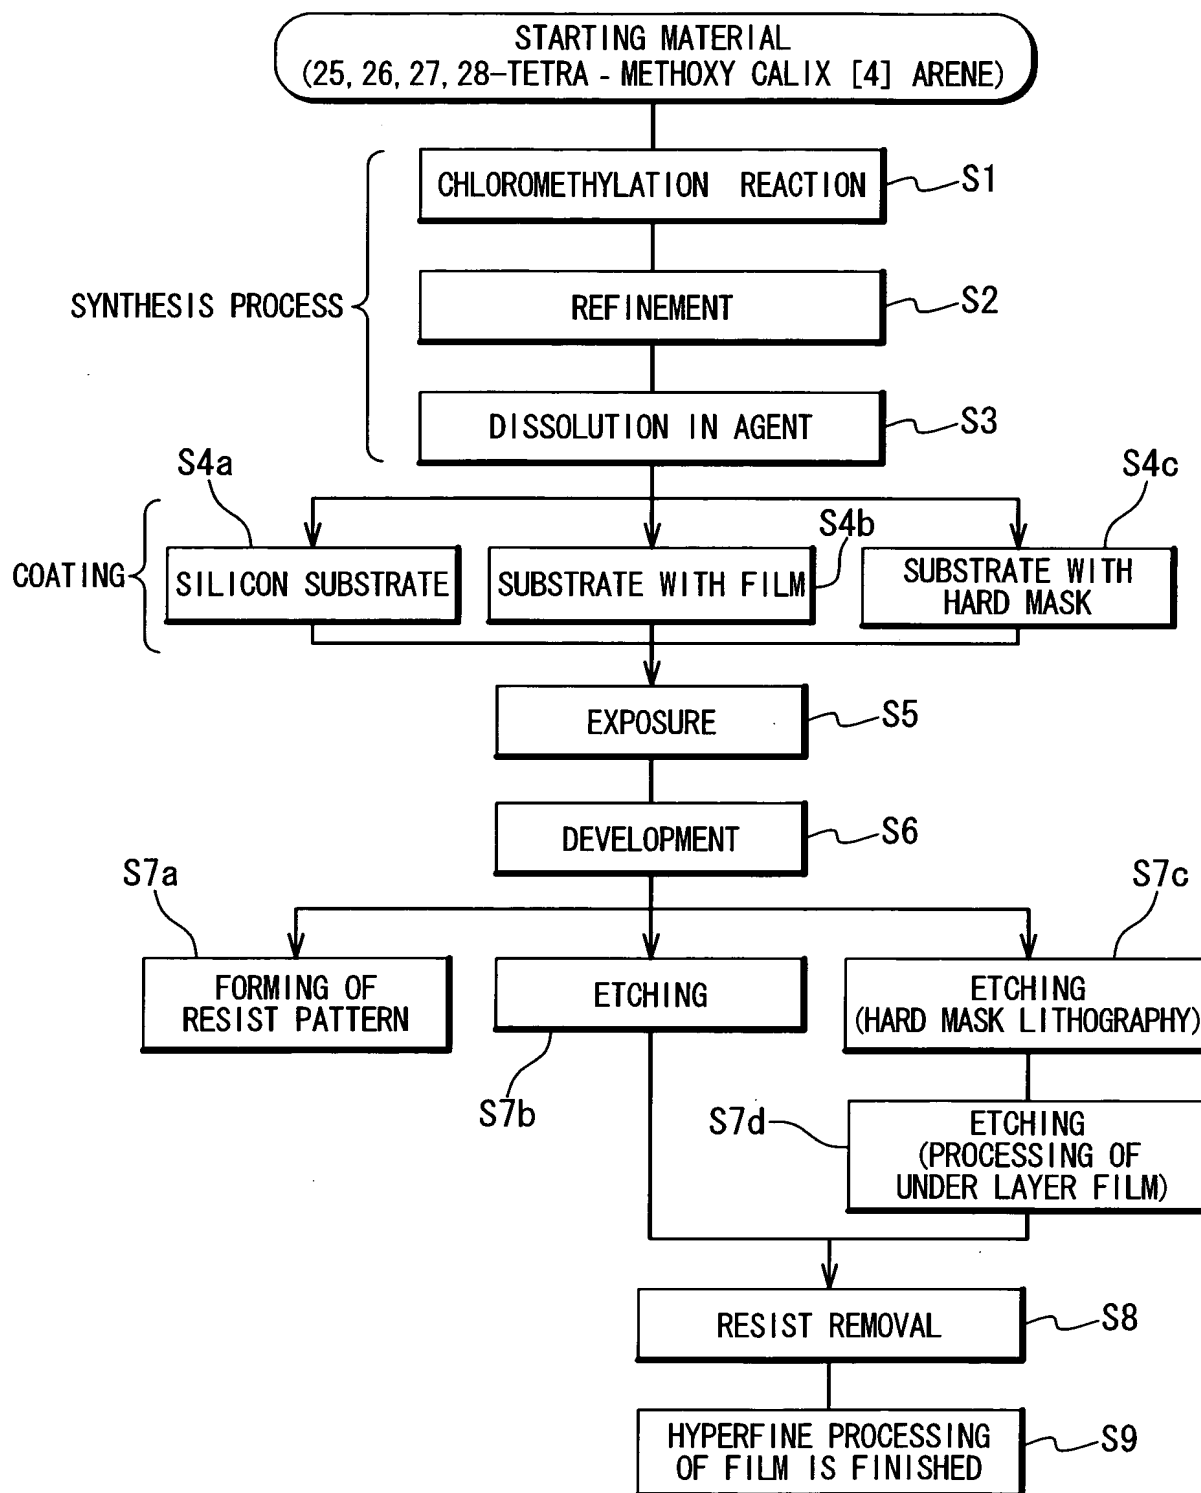 STARTING MATERIAL
(25, 26, 27, 28-TETRA - METHOXY CALIX [4] ARENE)
CHLOROMETHYLATION REACTION
S1
SYNTHESIS PROCESS
REFINEMENT
S2
DISSOLUTION IN AGENT
S3
S4a
S4b
S4c
COATING
SILICON SUBSTRATE
SUBSTRATE WITH FILM
SUBSTRATE WITH
HARD MASK
EXPOSURE
S5
DEVELOPMENT
S6
S7a
S7c
FORMING OF
RESIST PATTERN
ETCHING
ETCHING
(HARD MASK LITHOGRAPHY)
S7b
S7d
ETCHING
(PROCESSING OF
UNDER LAYER FILM)
RESIST REMOVAL
S8
HYPERFINE PROCESSING
OF FILM IS FINISHED
S9